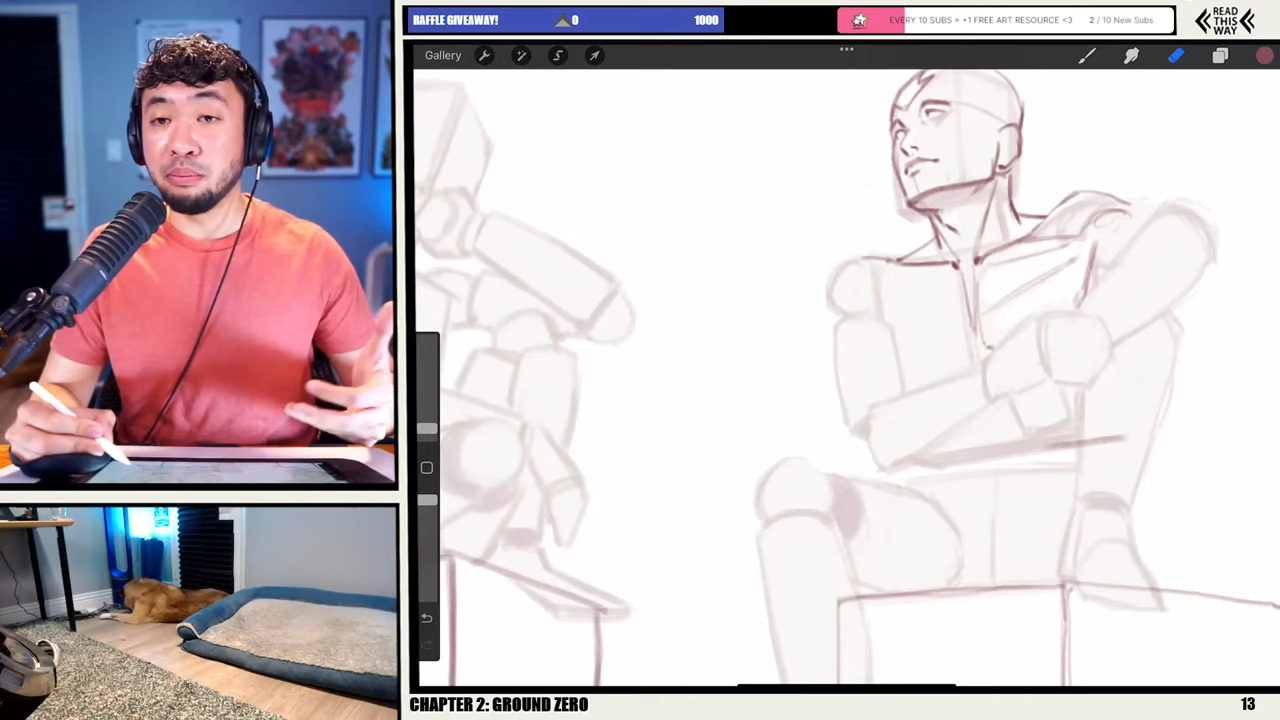 RAFFLE GIVEAWAY!
0
1000
EVERY 10 SUBS = +1 FREE ART RESOURCE <3
2 / 10 New Subs
READ
THIS
WAY
Gallery
CHAPTER 2: GROUND ZERO
13